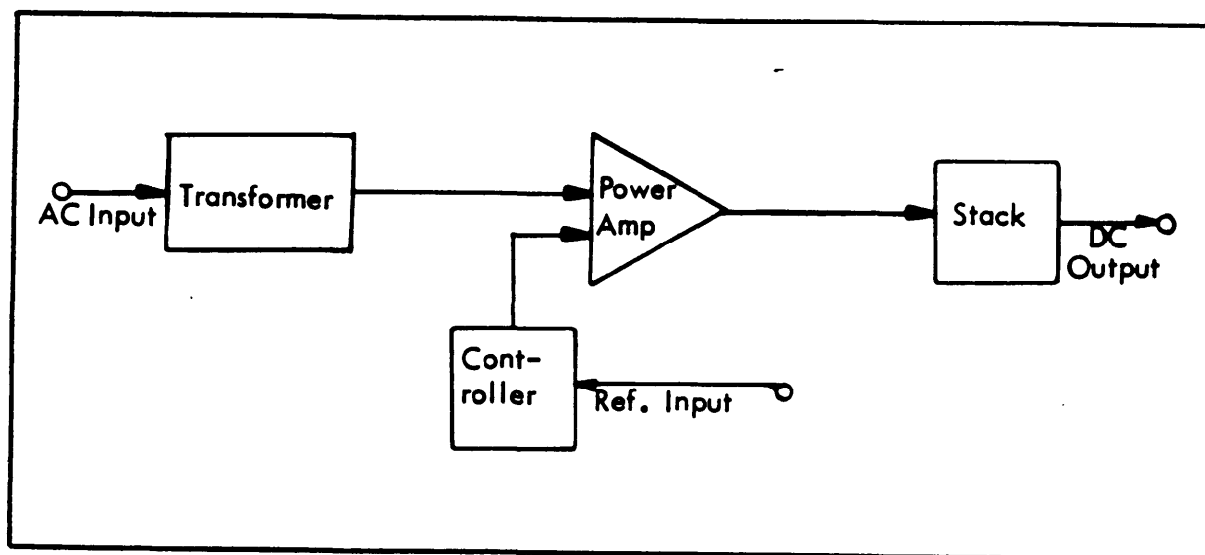 AC Input
Transformer
Power
Amp
Stack
DC
Output
Cont-
roller
Ref. Input